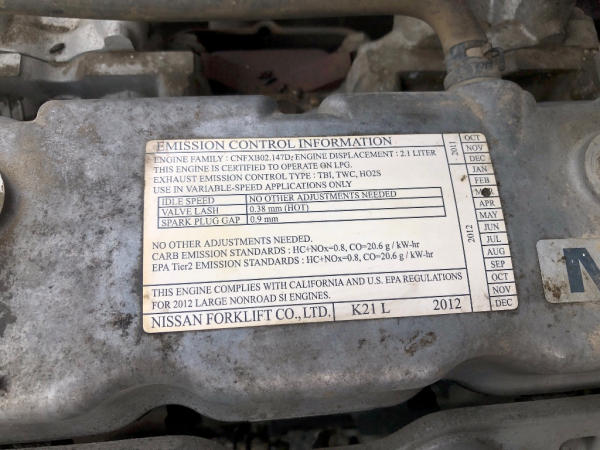 EMISSION CONTROL INFORMATION
ENGINE FAMILY : CNFXB02.147D; ENGINE DISPLACEMENT : 2.1 LITER
THIS ENGINE IS CERTIFIED TO OPERATE ON LPG.
EXHAUST EMISSION CONTROL TYPE : TBI, TWC, HO2S
USE IN VARIABLE-SPEED APPLICATIONS ONLY
IDLE SPEED NO OTHER ADJUSTMENTS NEEDED
VALVE LASH 0.38 mm (HOT)
SPARK PLUG GAP 0.9 mm
NO OTHER ADJUSTMENTS NEEDED.
CARB EMISSION STANDARDS : HC+NOx=0.8, CO=20.6 g / kW-hr
EPA Tier2 EMISSION STANDARDS : HC+NOx=0.8, CO=20.6 g / kW-hr
THIS ENGINE COMPLIES WITH CALIFORNIA AND U.S. EPA REGULATIONS
FOR 2012 LARGE NONROAD SI ENGINES.
NISSAN FORKLIFT CO., LTD. K21 L 2012
2011
OCT
NOV
DEC
2012
JAN
FEB
MAR
APR
MAY
JUN
JUL
AUG
SEP
OCT
NOV
DEC